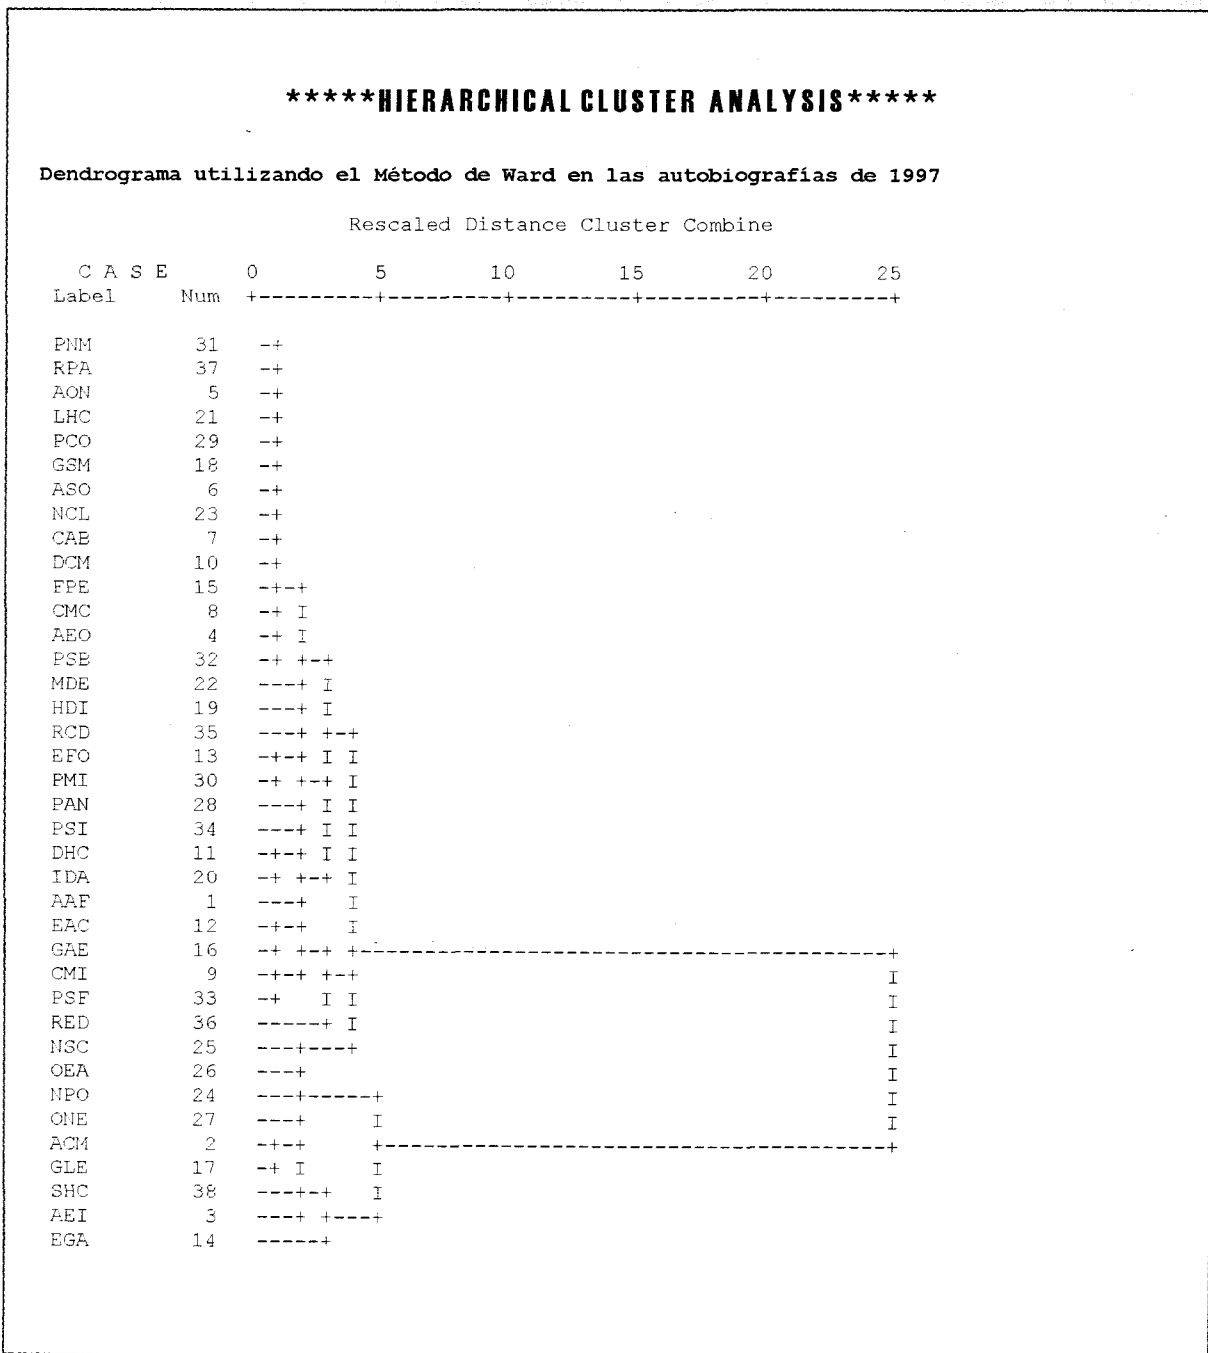 *****HIERARCHICAL CLUSTER ANALYSIS*****
Dendrograma utilizando el Método de Ward en las autobiografías de 1997
Rescaled Distance Cluster Combine
C A S E 0 5 10 15 20 25
Label Num +---------+---------+---------+---------+---------+
PNM 31 -+
RPA 37 -+
AON 5 -+
LHC 21 -+
PCO 29 -+
GSM 18 -+
ASO 6 -+
NCL 23 -+
CAB 7 -+
DCM 10 -+
FPE 15 -+-+
CMC 8 -+ I
AEO 4 -+ I
PSB 32 -+ +-+
MDE 22 ---+ I
HDI 19 ---+ I
RCD 35 ---+ +-+
EFO 13 -+-+ I I
PMI 30 -+ +-+ I
PAN 28 ---+ I I
PSI 34 ---+ I I
DHC 11 -+-+ I I
IDA 20 -+ +-+ I
AAF 1 ---+ I
EAC 12 -+-+ I
GAE 16 -+ +-+ +-----------------------------------------+
CMI 9 -+-+ +-+ I
PSF 33 -+ I I I
RED 36 -----+ I I
NSC 25 ---+---+ I
OEA 26 ---+ I
NPO 24 ---+-----+ I
ONE 27 ---+ I I
ACM 2 -+-+ +---------------------------------------+
GLE 17 -+ I I
SHC 38 ---+-+ I
AEI 3 ---+ +---+
EGA 14 -----+